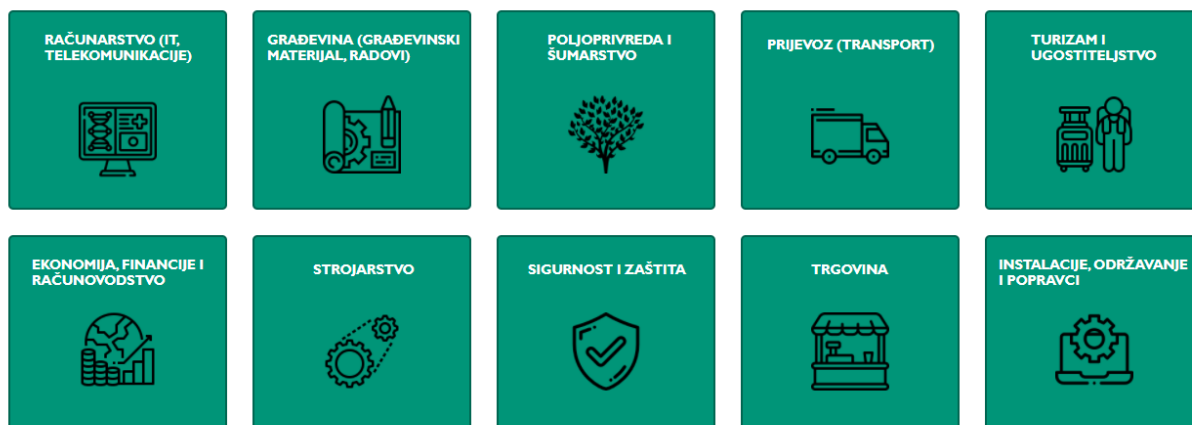 RAČUNARSTVO (IT,
TELEKOMUNIKACIJE)
GRAĐEVINA (GRAĐEVINSKI
MATERIJAL, RADOVI)
POLJOPRIVREDA I
ŠUMARSTVO
PRIJEVOZ (TRANSPORT)
TURIZAM I
UGOSTITELJSTVO
EKONOMIJA, FINANCIJE I
RAČUNOVODSTVO
STROJARSTVO
SIGURNOST I ZAŠTITA
TRGOVINA
INSTALACIJE, ODRŽAVANJE
I POPRAVCI